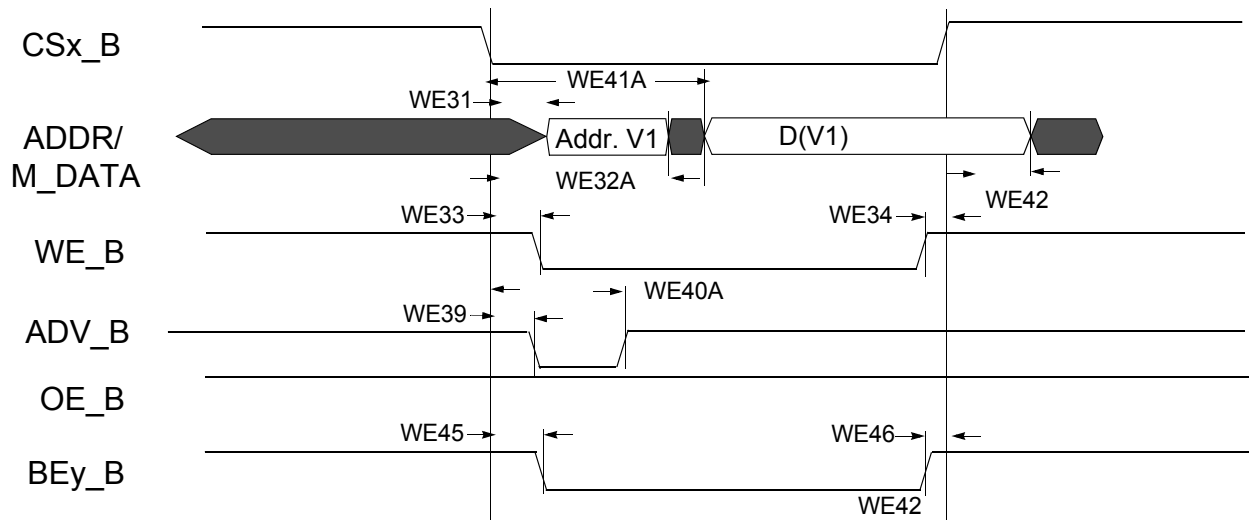 CSx_B
WE41A
WE31
ADDR/
M_DATA
Addr. V1
D(V1)
WE32A
WE42
WE33
WE34
WE_B
WE40A
WE39
ADV_B
OE_B
WE45
WE46
BEy_B
WE42